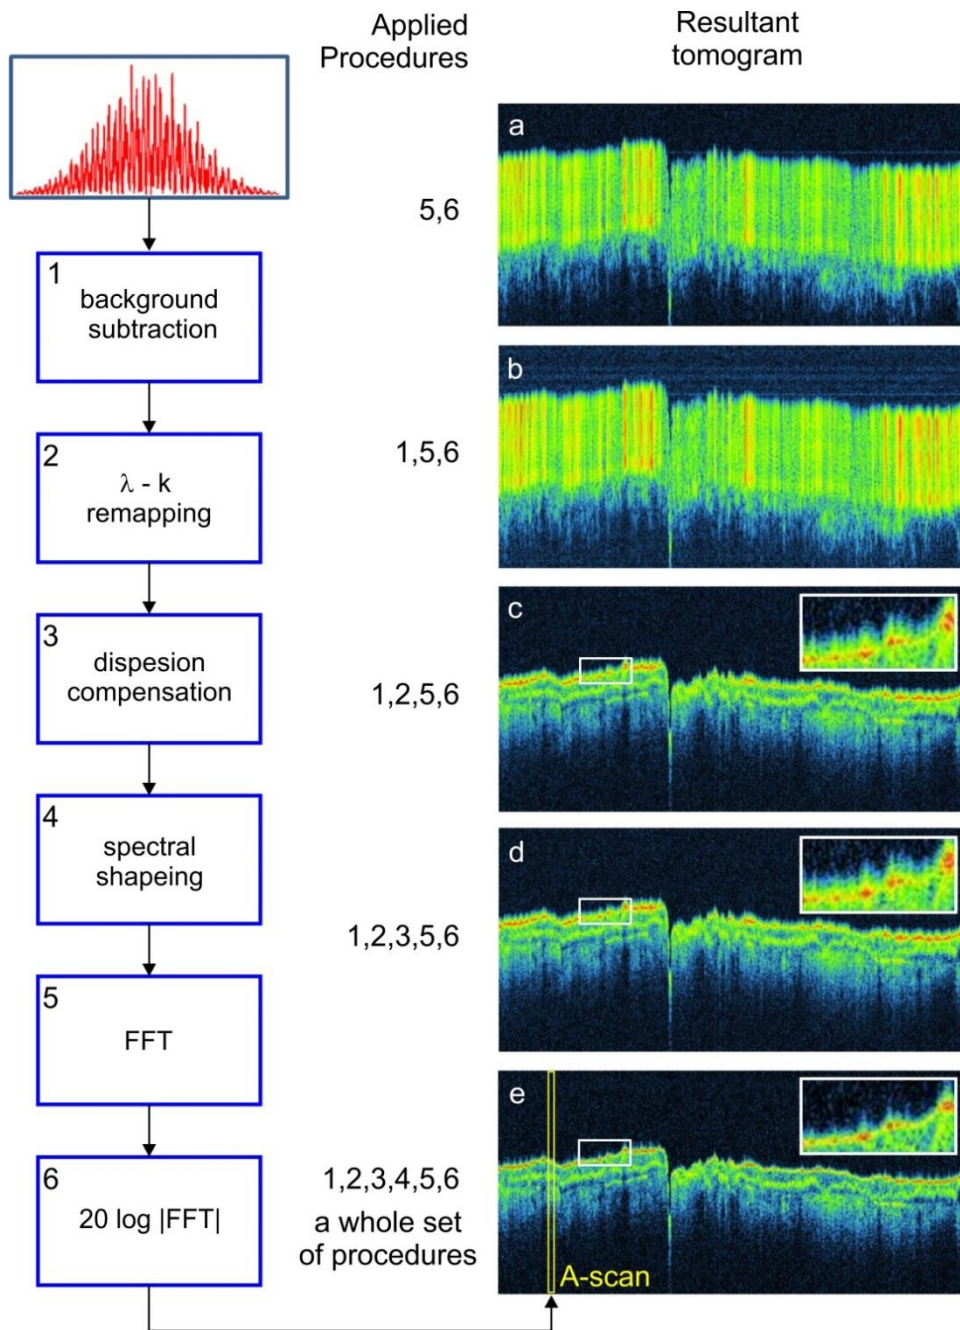 Applied
Procedures
Resultant
tomogram
1
background
subtraction
2
λ - k
remapping
3
dispesion
compensation
4
spectral
shapeing
5
FFT
6
20 log |FFT|
5,6
1,5,6
1,2,5,6
1,2,3,5,6
1,2,3,4,5,6
a whole set
of procedures
a
b
c
d
e
A-scan